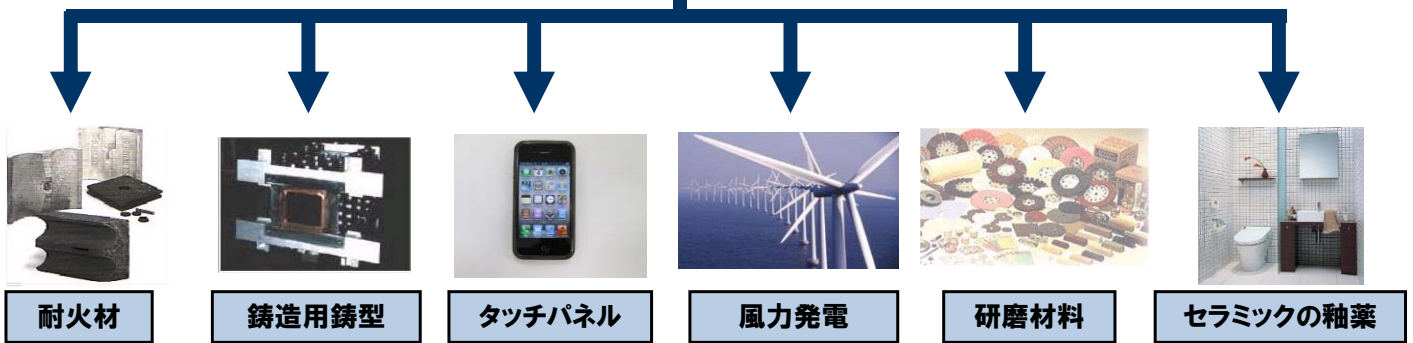 耐火材
鋳造用鋳型
タッチパネル
風力発電
研磨材料
セラミックの釉薬